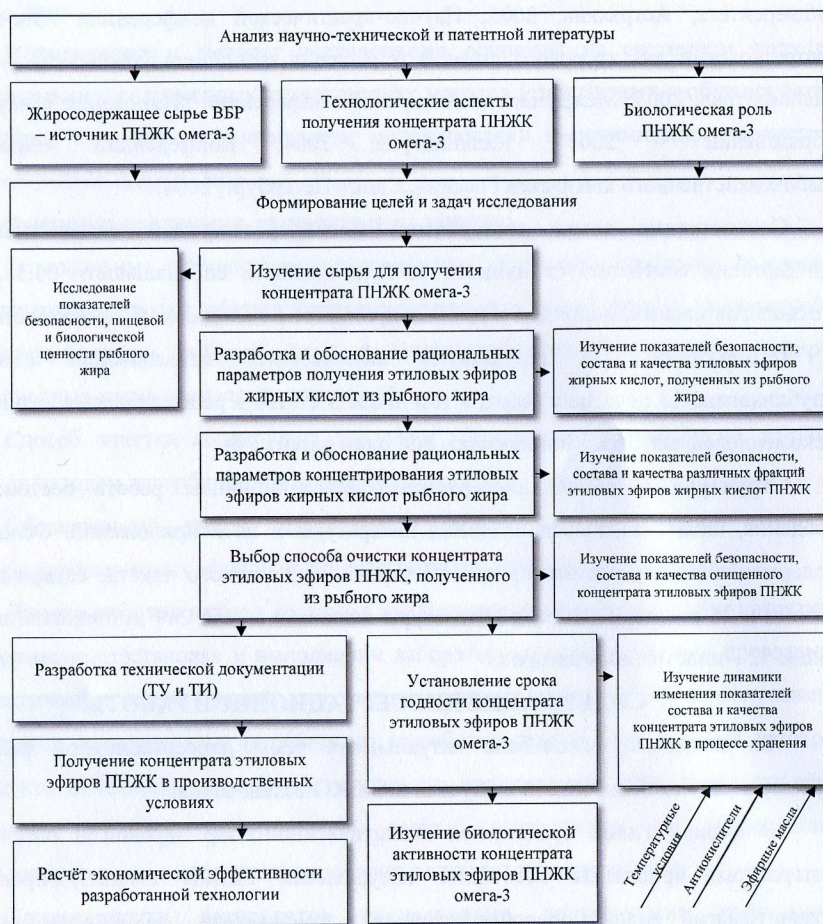 Анализ научно-технической и патентной литературы
Жиросодержащее сырье ВБР
– источник ПНЖК омега-3
Технологические аспекты
получения концентрата ПНЖК
омега-3
Биологическая роль
ПНЖК омега-3
Формирование целей и задач исследования
Изучение сырья для получения
концентрата ПНЖК омега-3
Исследование
показателей
безопасности, пищевой
и биологической
ценности рыбного
жира
Разработка и обоснование рациональных
параметров получения этиловых эфиров
жирных кислот из рыбного жира
Изучение показателей безопасности,
состава и качества этиловых эфиров
жирных кислот, полученных из рыбного
жира
Разработка и обоснование рациональных
параметров концентрирования этиловых
эфиров жирных кислот рыбного жира
Изучение показателей безопасности,
состава и качества различных фракций
этиловых эфиров жирных кислот ПНЖК
Выбор способа очистки концентрата
этиловых эфиров ПНЖК, полученного
из рыбного жира
Изучение показателей безопасности,
состава и качества очищенного
концентрата этиловых эфиров ПНЖК
Разработка технической документации
(ТУ и ТИ)
Установление срока
годности концентрата
этиловых эфиров ПНЖК
омега-3
Изучение динамики
изменения показателей
состава и качества
концентрата этиловых эфиров
ПНЖК в процессе хранения
Получение концентрата этиловых
эфиров ПНЖК в производственных
условиях
Изучение биологической
активности концентрата
этиловых эфиров ПНЖК
омега-3
Температурные
условия
Антиокислители
Эфирные масла
Расчёт экономической эффективности
разработанной технологии